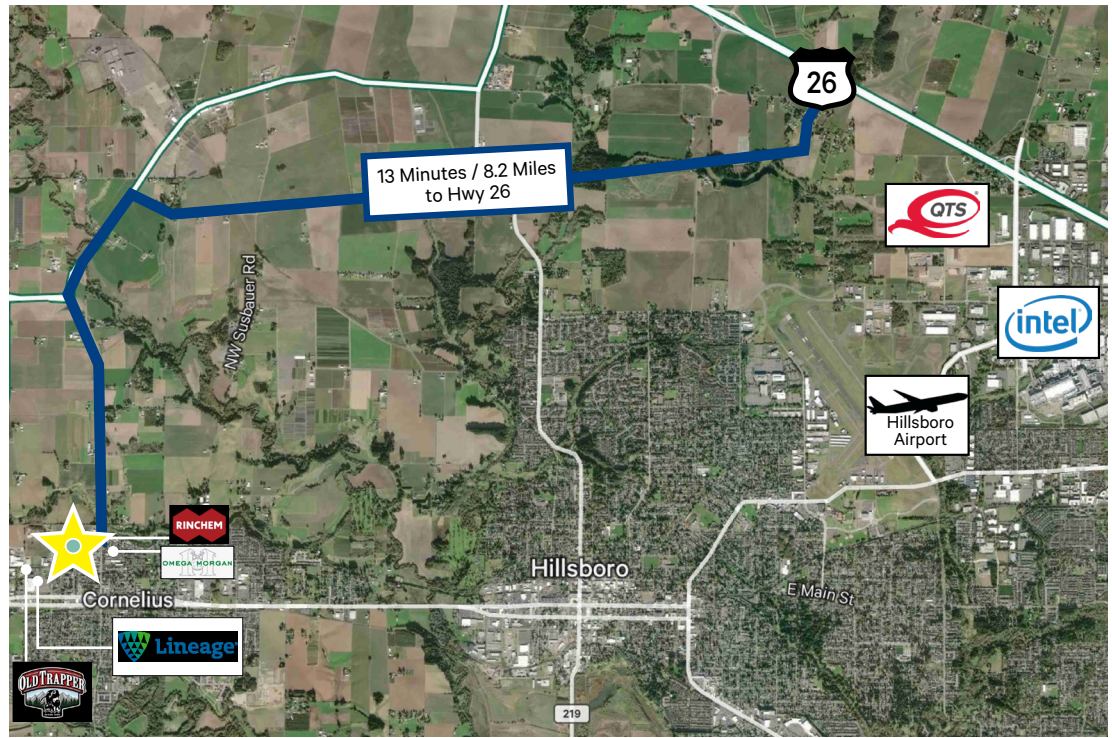 26
13 Minutes / 8.2 Miles
to Hwy 26
QTS
NW Susbauer Rd
intel
Hillsboro
Airport
RINCHEM
OMEGA MORGAN
Hillsboro
E Main St
Cornelius
Lineage
OLD TRAPPER
219